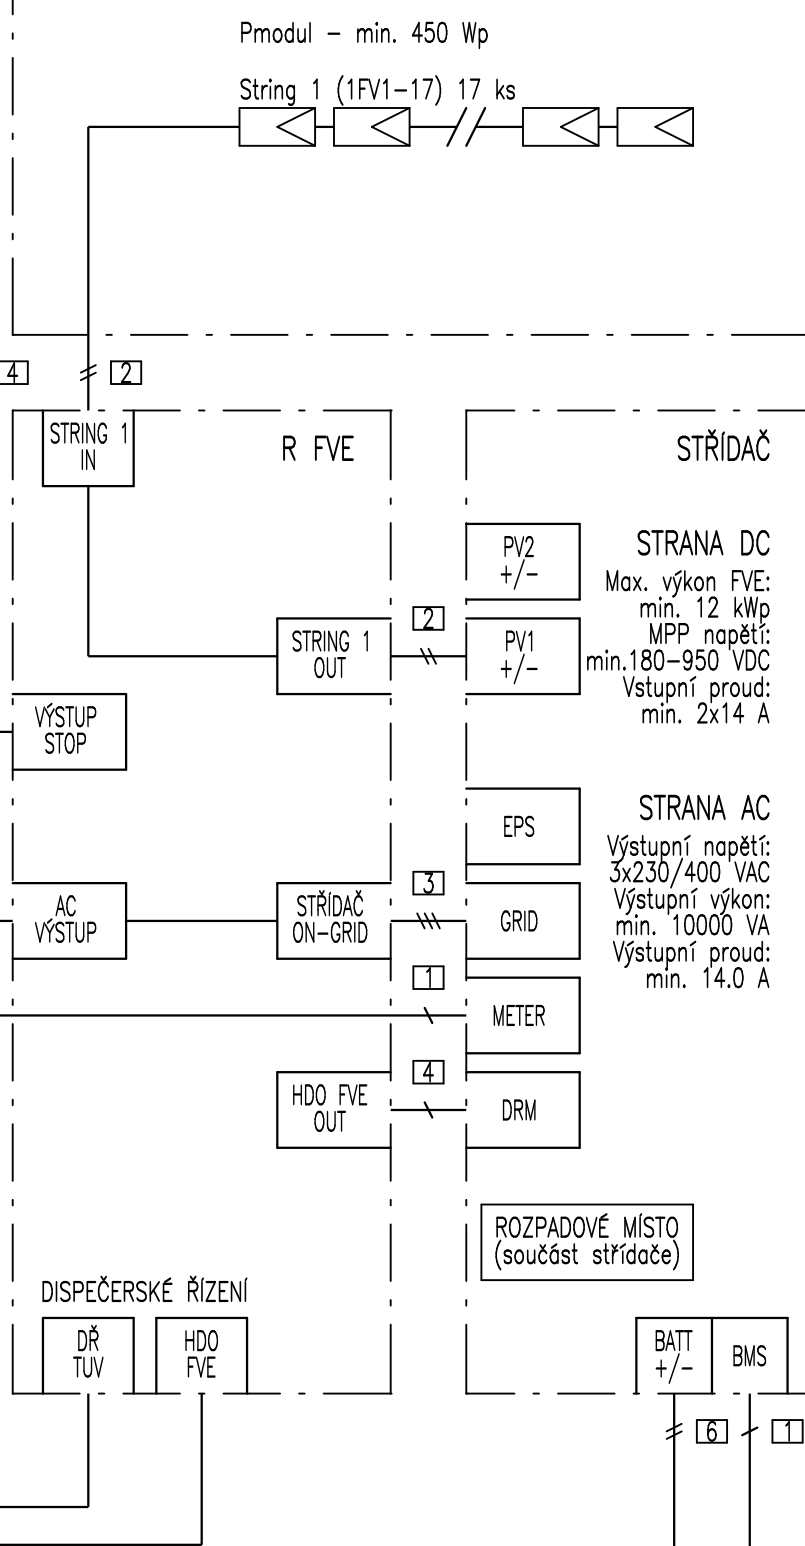 Pmodul - min. 450 Wp
String 1 (1FV1-17) 17 ks
4
2
STRING 1
IN
R FVE
STŘÍDAČ
PV2
+/-
STRANA DC
Max. výkon FVE:
min. 12 kWp
MPP napětí:
min.180-950 VDC
Vstupní proud:
min. 2x14 A
2
STRING 1
OUT
PV1
+/-
VÝSTUP
STOP
EPS
STRANA AC
Výstupní napětí:
3x230/400 VAC
Výstupní výkon:
min. 10000 VA
Výstupní proud:
min. 14.0 A
3
AC
VÝSTUP
STŘÍDAČ
ON-GRID
GRID
1
METER
4
HDO FVE
OUT
DRM
ROZPADOVÉ MÍSTO
(součást střídače)
DISPEČERSKÉ ŘÍZENÍ
DŘ
TUV
HDO
FVE
BATT
+/-
BMS
6
1